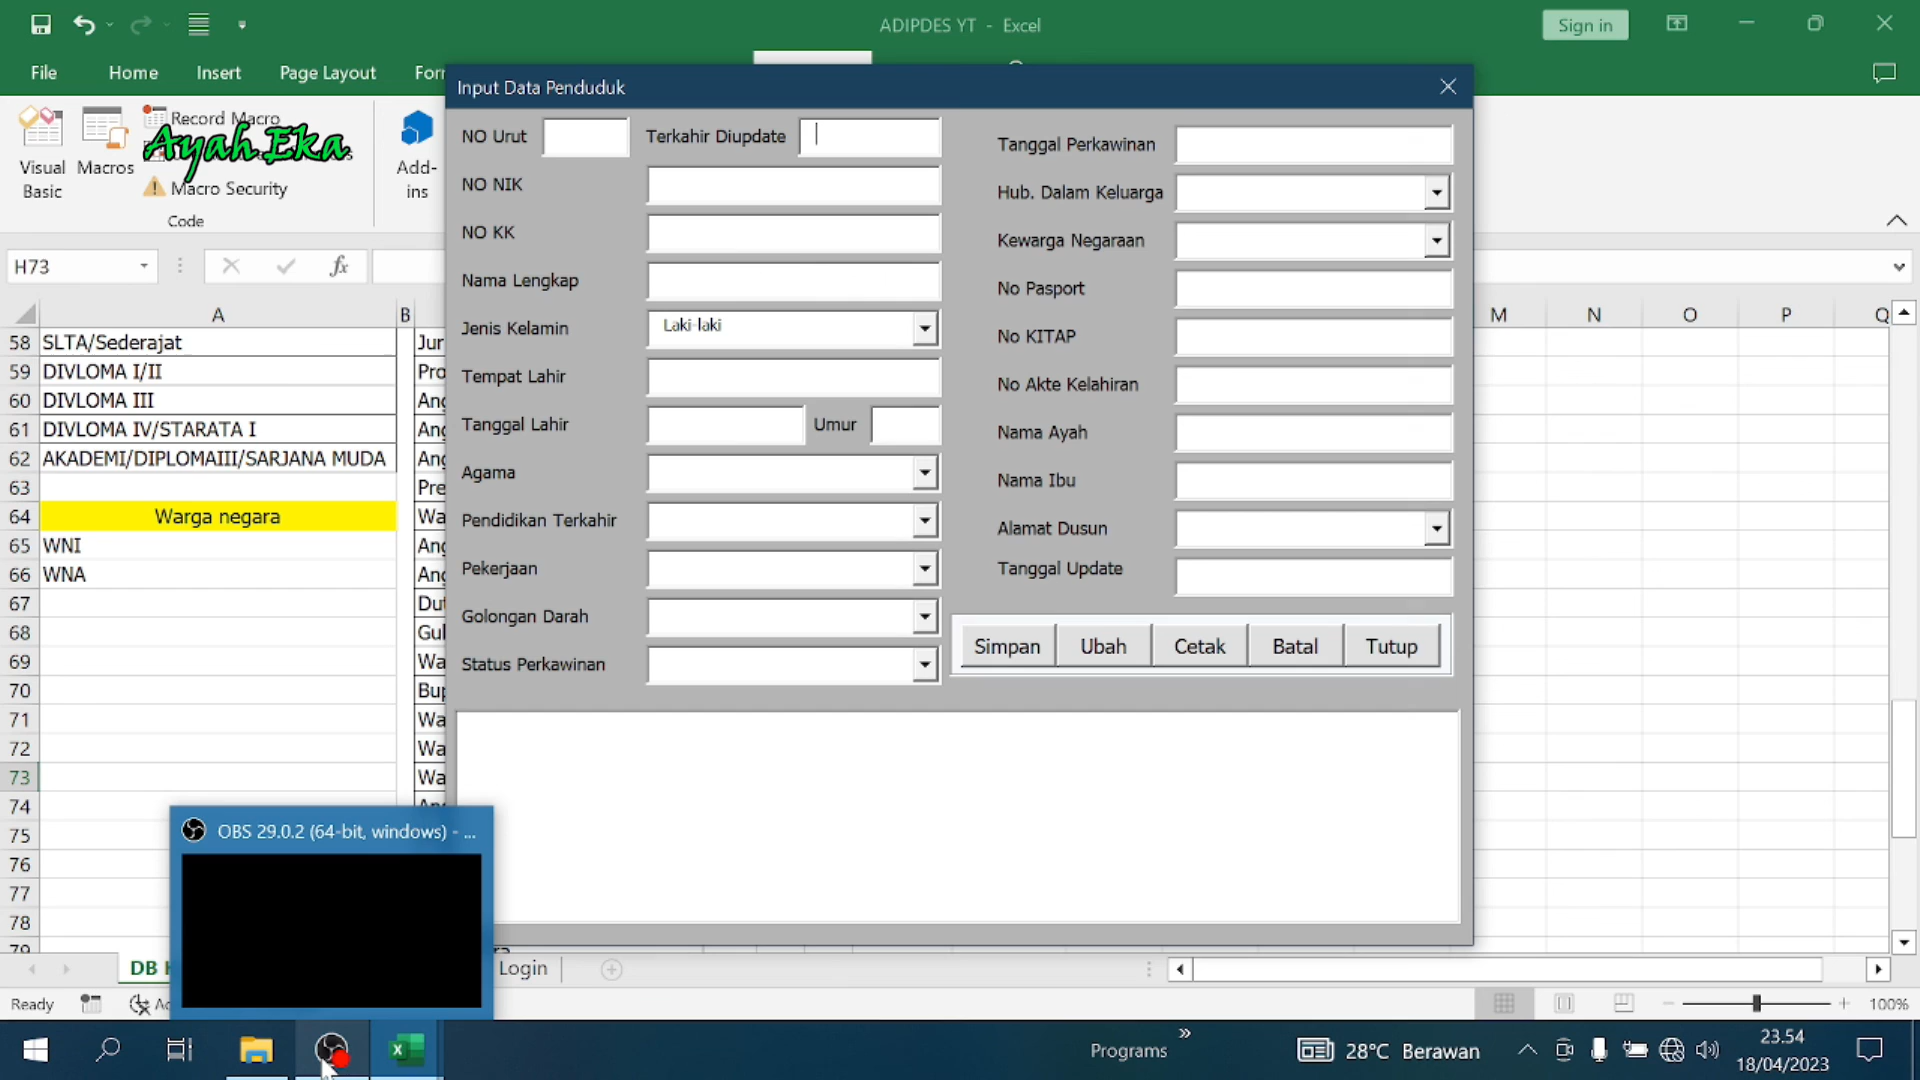 ADIPDES YT - Excel
Sign in
File
Home
Insert
Page Layout
Visual Basic
Macros
Record Macro
Ayah Eka
Macro Security
Add-ins
Code
H73
fx
A
B
M
N
O
P
Q
58 SLTA/Sederajat
59 DIVLOMA I/II
60 DIVLOMA III
61 DIVLOMA IV/STARATA I
62 AKADEMI/DIPLOMAIII/SARJANA MUDA
63
64 Warga negara
65 WNI
66 WNA
67
68
69
70
71
72
73
74
75
76
77
78
79
Input Data Penduduk
NO Urut
Terkahir Diupdate
NO NIK
NO KK
Nama Lengkap
Jenis Kelamin
Laki-laki
Tempat Lahir
Tanggal Lahir
Umur
Agama
Pendidikan Terkahir
Pekerjaan
Golongan Darah
Status Perkawinan
Tanggal Perkawinan
Hub. Dalam Keluarga
Kewarga Negaraan
No Pasport
No KITAP
No Akte Kelahiran
Nama Ayah
Nama Ibu
Alamat Dusun
Tanggal Update
Simpan
Ubah
Cetak
Batal
Tutup
OBS 29.0.2 (64-bit, windows) - ...
Login
Ready
100%
Programs
28°C Berawan
23.54
18/04/2023